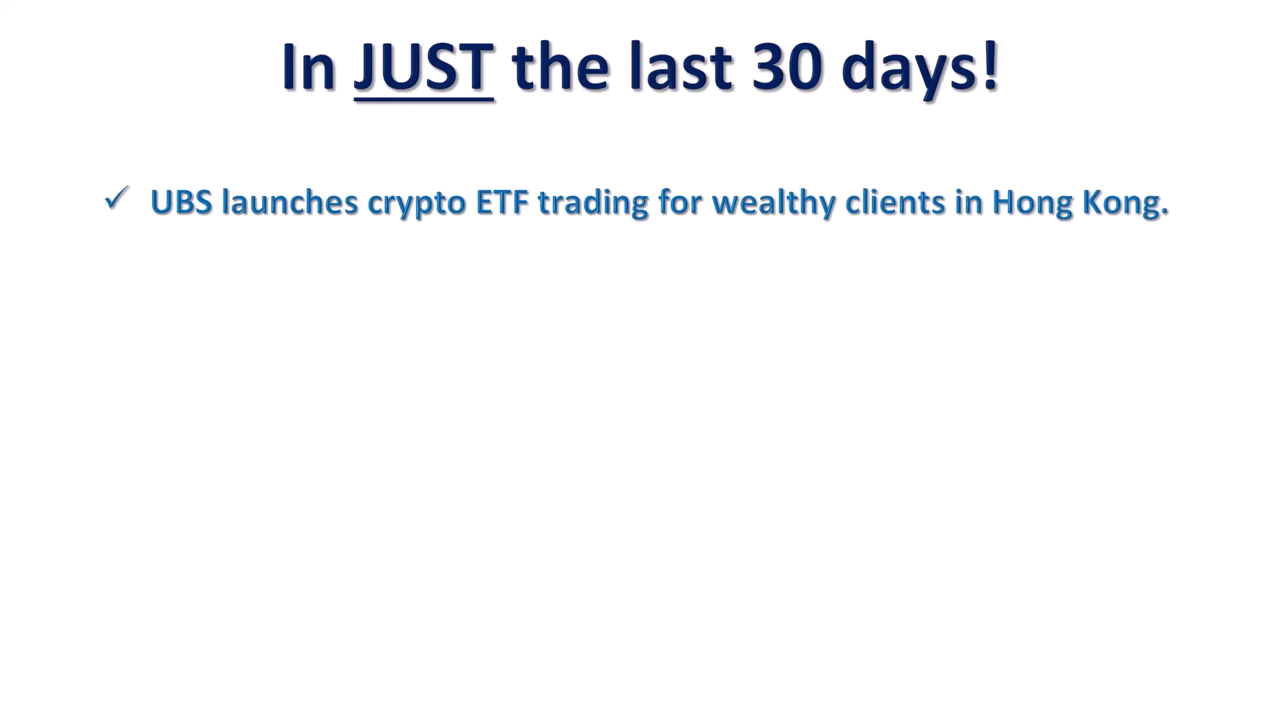 In JUST the last 30 days!
✓ UBS launches crypto ETF trading for wealthy clients in Hong Kong.